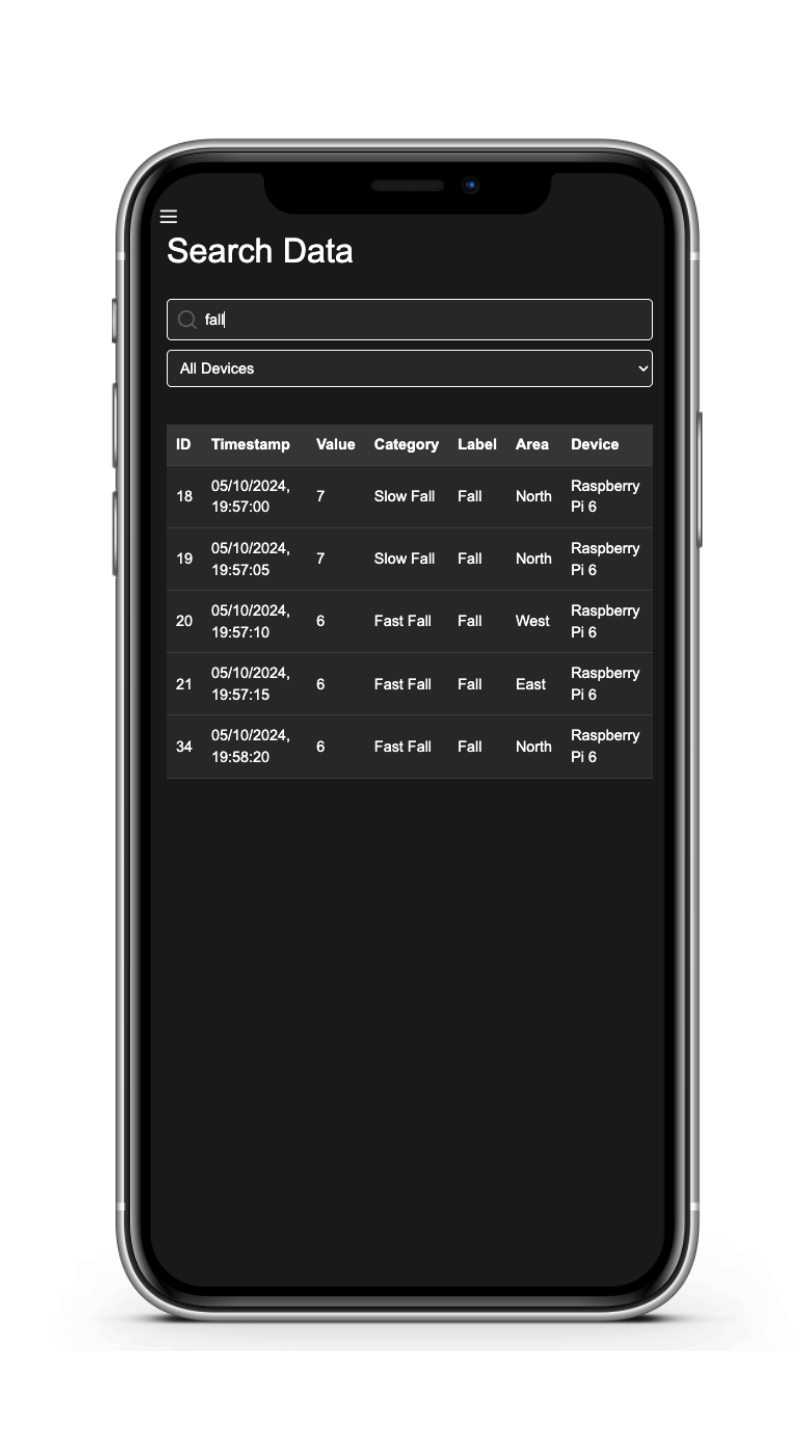 Search Data
fall
All Devices
ID Timestamp Value Category Label Area Device
18 05/10/2024, 19:57:00 7 Slow Fall Fall North Raspberry Pi 6
19 05/10/2024, 19:57:05 7 Slow Fall Fall North Raspberry Pi 6
20 05/10/2024, 19:57:10 6 Fast Fall Fall West Raspberry Pi 6
21 05/10/2024, 19:57:15 6 Fast Fall Fall East Raspberry Pi 6
34 05/10/2024, 19:58:20 6 Fast Fall Fall North Raspberry Pi 6